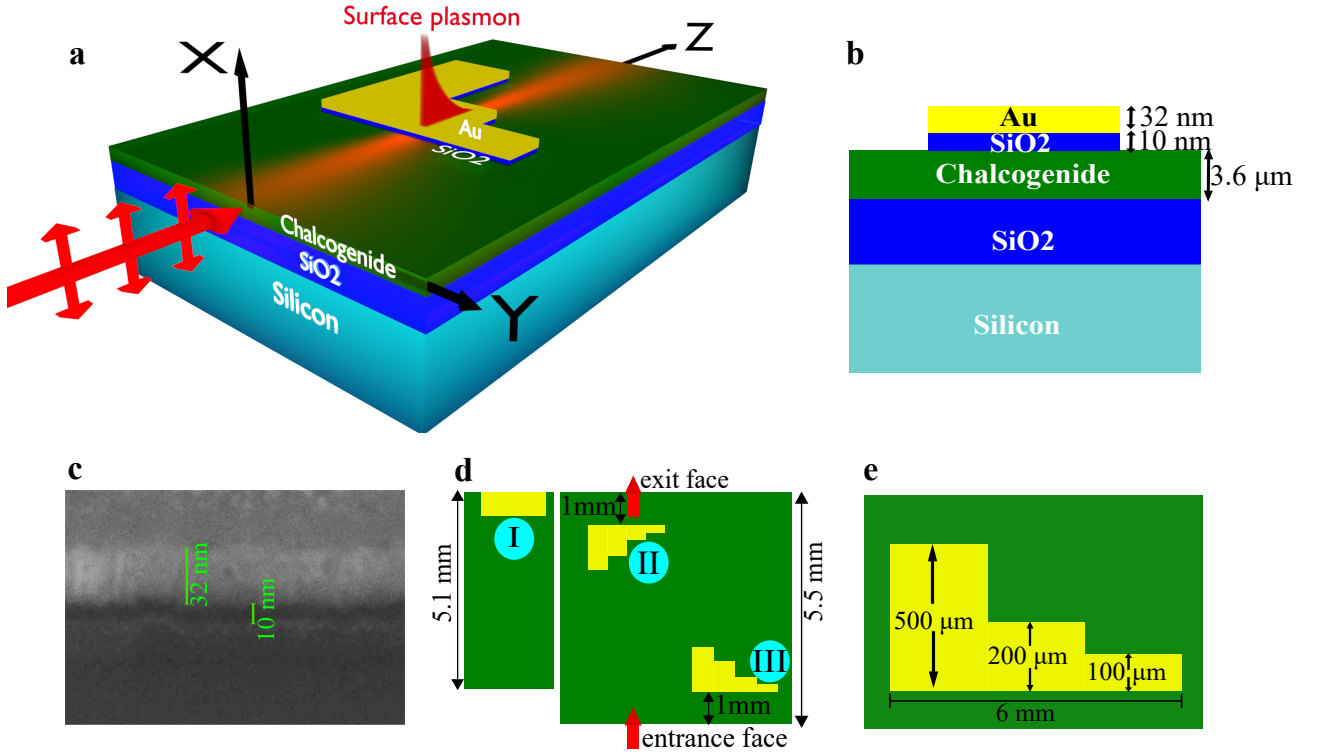 a
Surface plasmon
X
Z
Au
SiO2
Chalcogenide
SiO2
Silicon
Y
b
Au
32 nm
SiO2
10 nm
Chalcogenide
3.6 μm
SiO2
Silicon
c
32 nm
10 nm
d
exit face
1mm
I
II
5.1 mm
5.5 mm
III
1mm
entrance face
e
500 μm
200 μm
100 μm
6 mm